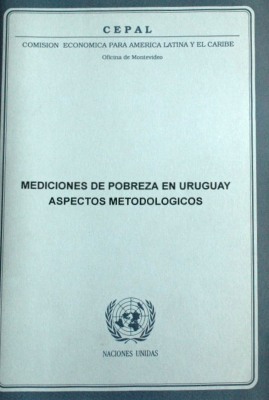 CEPAL
COMISION ECONOMICA PARA AMERICA LATINA Y EL CARIBE
Oficina de Montevideo
MEDICIONES DE POBREZA EN URUGUAY
ASPECTOS METODOLOGICOS
NACIONES UNIDAS